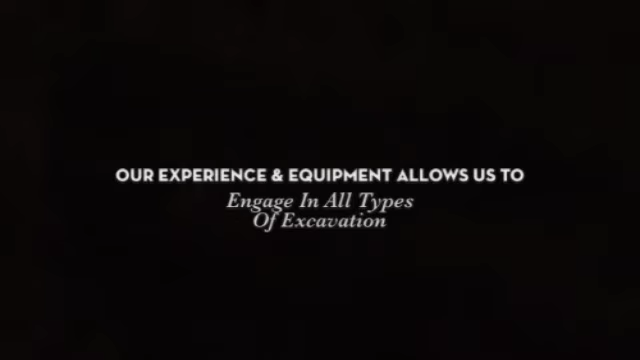 OUR EXPERIENCE & EQUIPMENT ALLOWS US TO
Engage In All Types
Of Excavation